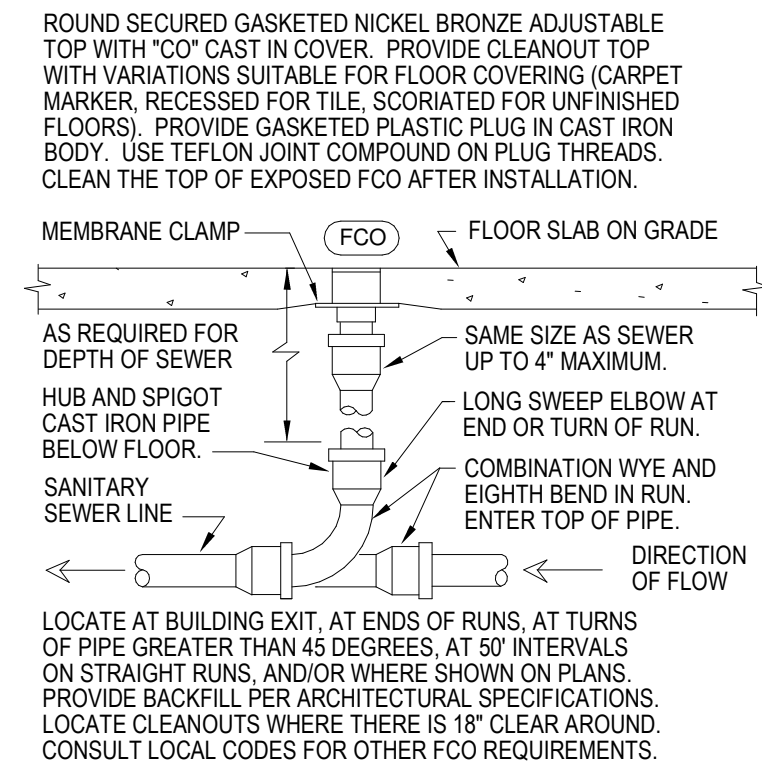 ROUND SECURED GASKETED NICKEL BRONZE ADJUSTABLE
TOP WITH "CO" CAST IN COVER. PROVIDE CLEANOUT TOP
WITH VARIATIONS SUITABLE FOR FLOOR COVERING (CARPET
MARKER, RECESSED FOR TILE, SCORIATED FOR UNFINISHED
FLOORS). PROVIDE GASKETED PLASTIC PLUG IN CAST IRON
BODY. USE TEFLON JOINT COMPOUND ON PLUG THREADS.
CLEAN THE TOP OF EXPOSED FCO AFTER INSTALLATION.
MEMBRANE CLAMP
FCO
FLOOR SLAB ON GRADE
AS REQUIRED FOR
DEPTH OF SEWER
SAME SIZE AS SEWER
UP TO 4" MAXIMUM.
HUB AND SPIGOT
CAST IRON PIPE
BELOW FLOOR.
LONG SWEEP ELBOW AT
END OR TURN OF RUN.
SANITARY
SEWER LINE
COMBINATION WYE AND
EIGHTH BEND IN RUN.
ENTER TOP OF PIPE.
DIRECTION
OF FLOW
LOCATE AT BUILDING EXIT, AT ENDS OF RUNS, AT TURNS
OF PIPE GREATER THAN 45 DEGREES, AT 50' INTERVALS
ON STRAIGHT RUNS, AND/OR WHERE SHOWN ON PLANS.
PROVIDE BACKFILL PER ARCHITECTURAL SPECIFICATIONS.
LOCATE CLEANOUTS WHERE THERE IS 18" CLEAR AROUND.
CONSULT LOCAL CODES FOR OTHER FCO REQUIREMENTS.